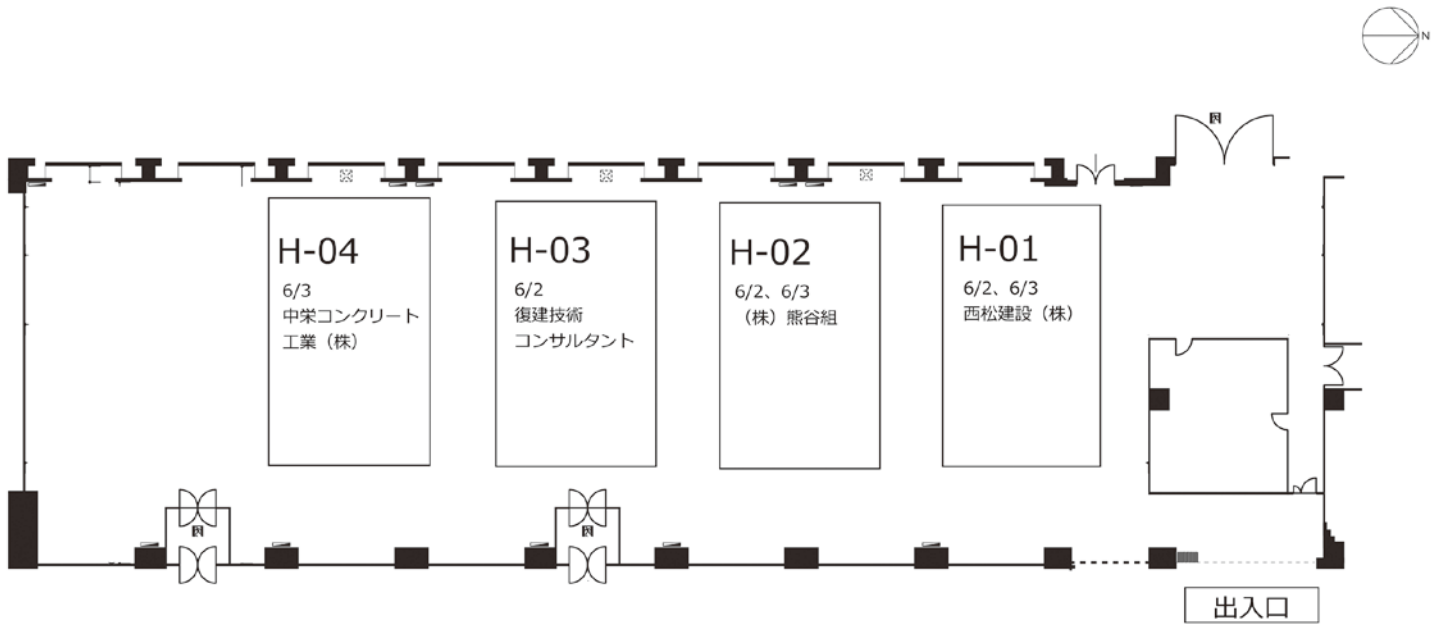 N
H-04
6/3
中栄コンクリート
工業（株）
H-03
6/2
復建技術
コンサルタント
H-02
6/2、6/3
（株）熊谷組
H-01
6/2、6/3
西松建設（株）
出入口